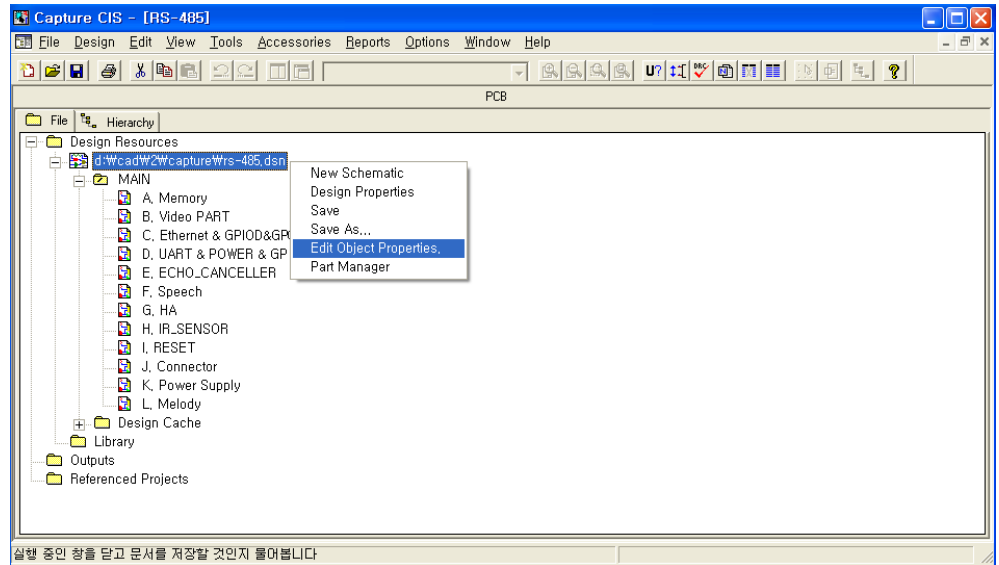 Capture CIS - [RS-485]
File Design Edit View Tools Accessories Reports Options Window Help
U? DRC N ?
PCB
File Hierarchy
Design Resources
d:₩cad₩2₩capture₩rs-485.dsn
MAIN
A. Memory
B. Video PART
C. Ethernet & GPIOD&GP
D. UART & POWER & GP
E. ECHO_CANCELLER
F. Speech
G. HA
H. IR_SENSOR
I. RESET
J. Connector
K. Power Supply
L. Melody
Design Cache
Library
Outputs
Referenced Projects
New Schematic
Design Properties
Save
Save As...
Edit Object Properties.
Part Manager
실행 중인 창을 닫고 문서를 저장할 것인지 물어봅니다